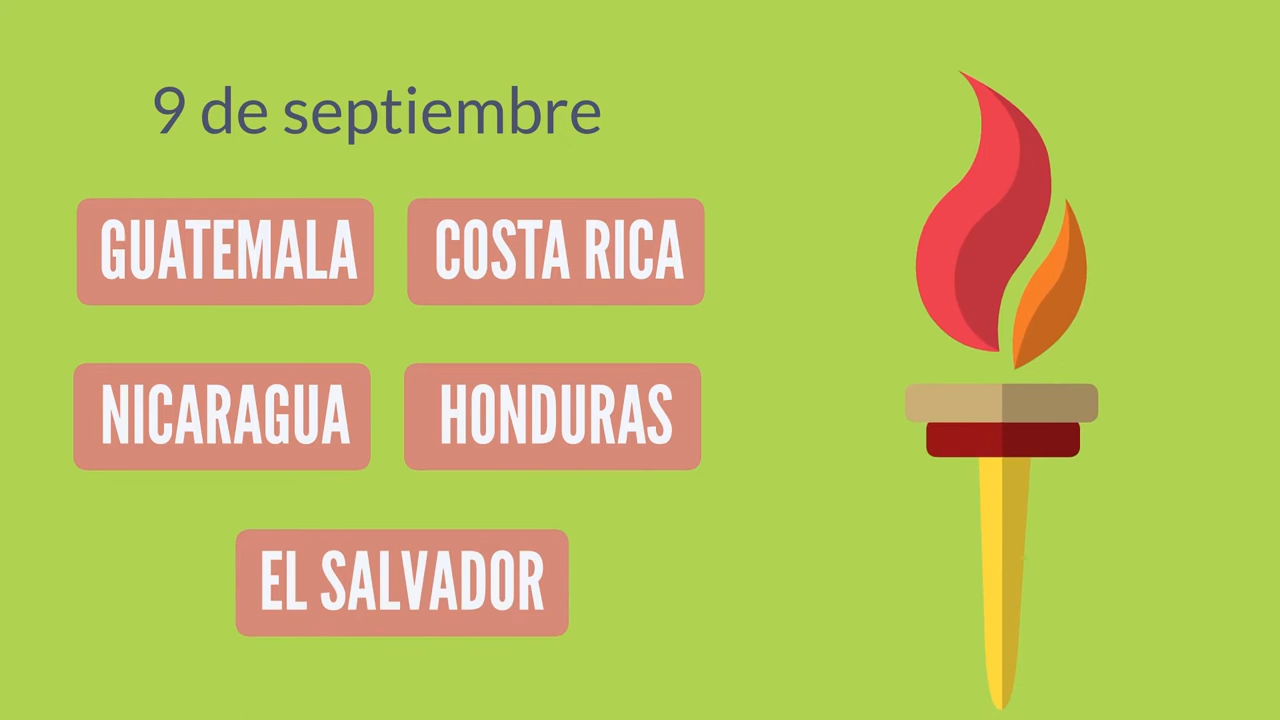 9 de septiembre
GUATEMALA
COSTA RICA
NICARAGUA
HONDURAS
EL SALVADOR